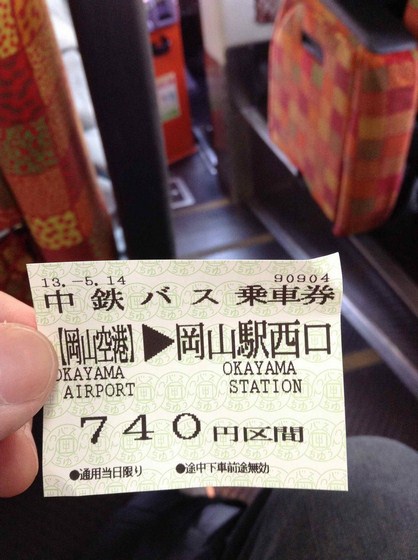 13.-5.14 90904
中鉄バス 乗車券
【岡山空港】▶岡山駅西口
OKAYAMA AIRPORT OKAYAMA STATION
740円区間
●通用当日限り ●途中下車前途無効